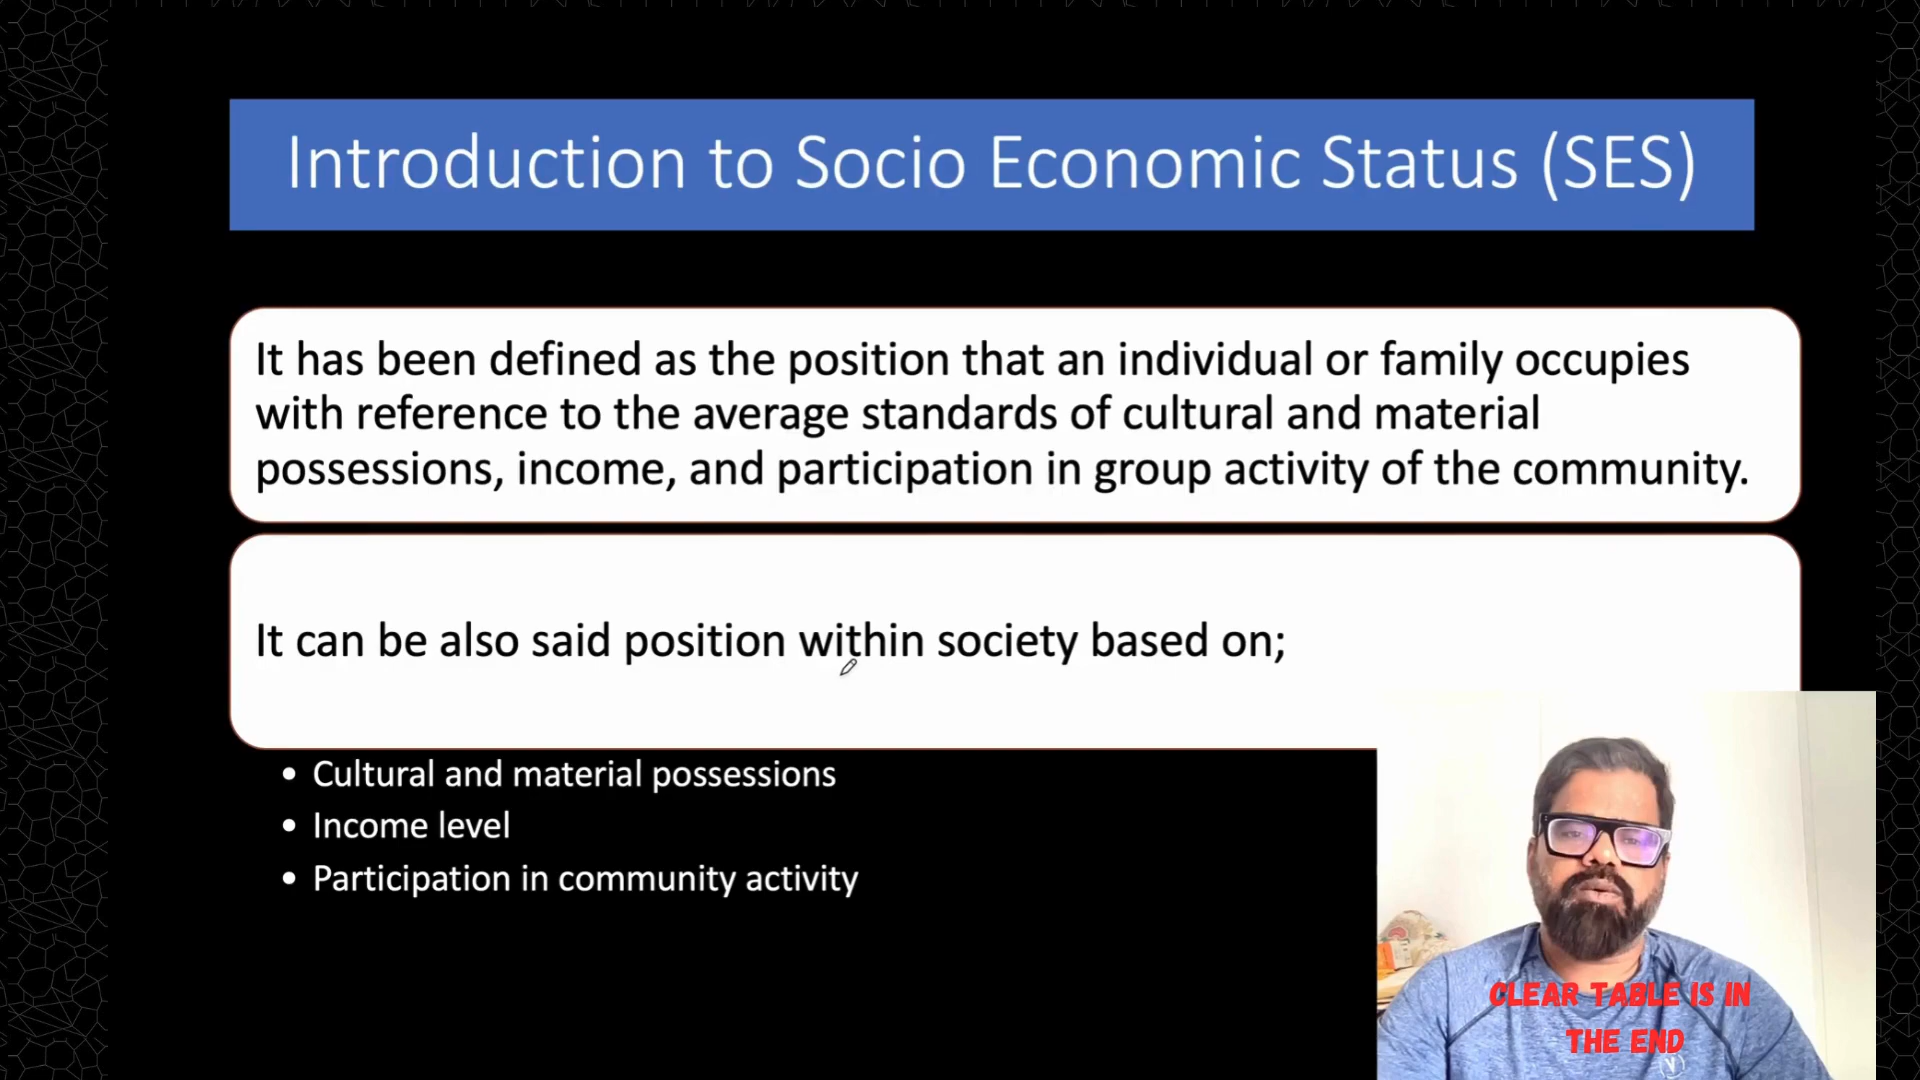 Introduction to Socio Economic Status (SES)
It has been defined as the position that an individual or family occupies
with reference to the average standards of cultural and material
possessions, income, and participation in group activity of the community.
It can be also said position within society based on;
• Cultural and material possessions
• Income level
• Participation in community activity
CLEAR TABLE IS IN
THE END